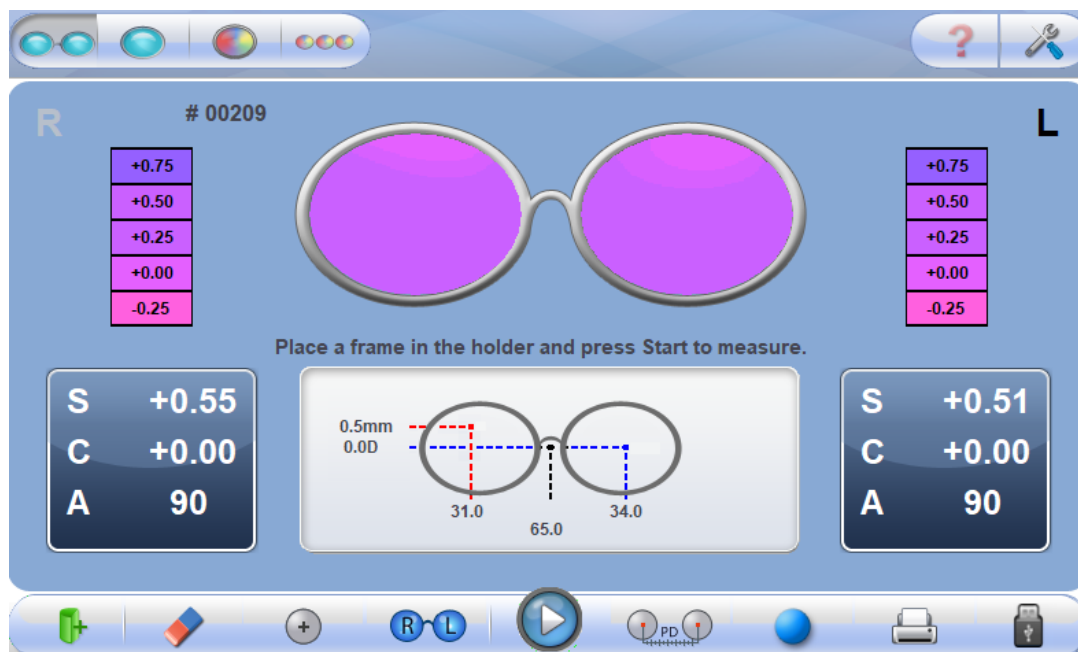 ?
R
# 00209
L
+0.75
+0.50
+0.25
+0.00
-0.25
+0.75
+0.50
+0.25
+0.00
-0.25
Place a frame in the holder and press Start to measure.
S +0.55
C +0.00
A 90
0.5mm
0.0D
31.0
34.0
65.0
S +0.51
C +0.00
A 90
R L
PD